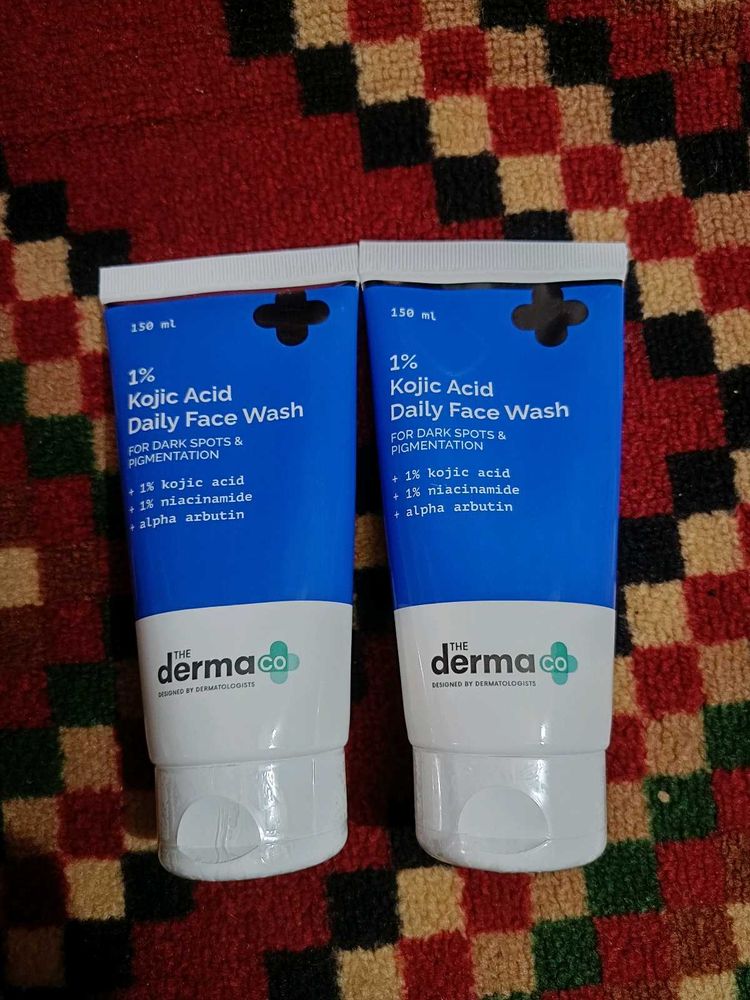 150 ml
1%
Kojic Acid
Daily Face Wash
FOR DARK SPOTS &
PIGMENTATION
+ 1% kojic acid
+ 1% niacinamide
+ alpha arbutin
THE
derma co
DESIGNED BY DERMATOLOGISTS
150 ml
1%
Kojic Acid
Daily Face Wash
FOR DARK SPOTS &
PIGMENTATION
+ 1% kojic acid
+ 1% niacinamide
+ alpha arbutin
THE
derma co
DESIGNED BY DERMATOLOGISTS